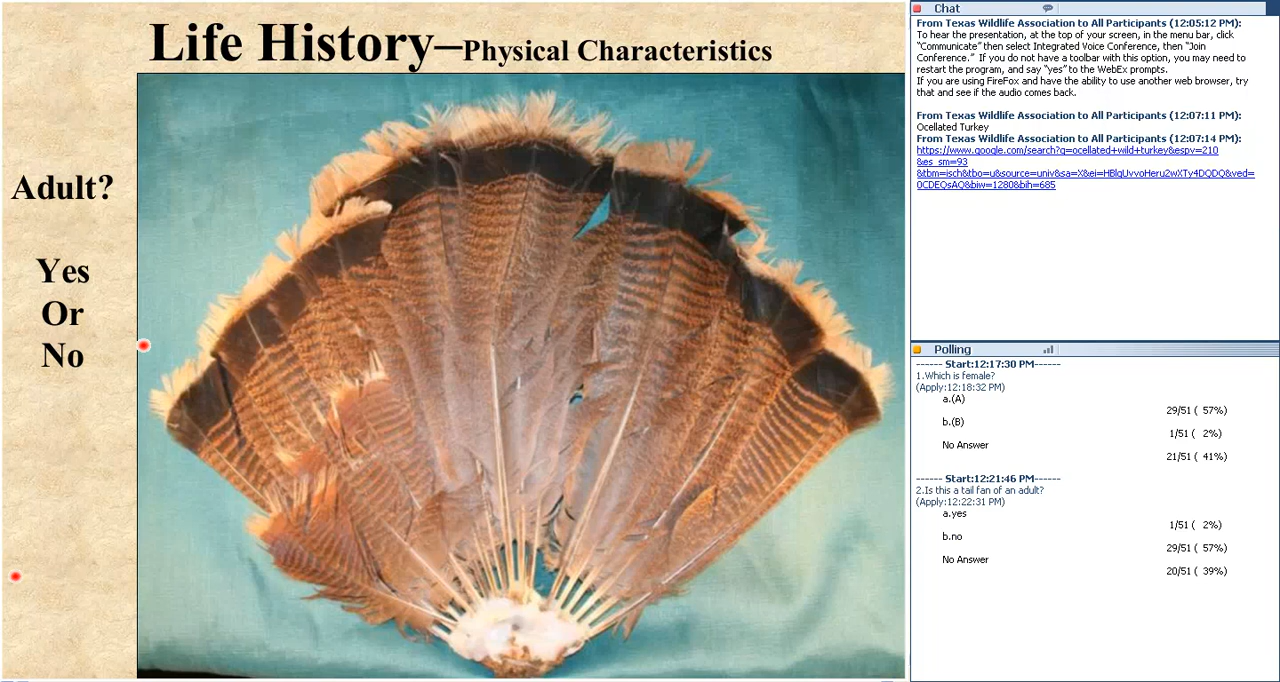 Life History—Physical Characteristics
Adult?
Yes
Or
No
Chat
From Texas Wildlife Association to All Participants (12:05:12 PM):
To hear the presentation, at the top of your screen, in the menu bar, click
“Communicate” then select Integrated Voice Conference, then “Join
Conference.” If you do not have a toolbar with this option, you may need to
restart the program, and say “yes” to the WebEx prompts.
If you are using FireFox and have the ability to use another web browser, try
that and see if the audio comes back.
From Texas Wildlife Association to All Participants (12:07:11 PM):
Ocellated Turkey
From Texas Wildlife Association to All Participants (12:07:14 PM):
https://www.google.com/search?q=ocellated+wild+turkey&espv=210
&es_sm=93
&tbm=isch&tbo=u&source=univ&sa=X&ei=HBlqUvvoHeru2wXTy4DQDQ&ved=
0CDEQsAQ&biw=1280&bih=685
Polling
------ Start:12:17:30 PM------
1.Which is female?
(Apply:12:18:32 PM)
a.(A)
29/51 ( 57%)
b.(B)
1/51 ( 2%)
No Answer
21/51 ( 41%)
------ Start:12:21:46 PM------
2.Is this a tail fan of an adult?
(Apply:12:22:31 PM)
a.yes
1/51 ( 2%)
b.no
29/51 ( 57%)
No Answer
20/51 ( 39%)